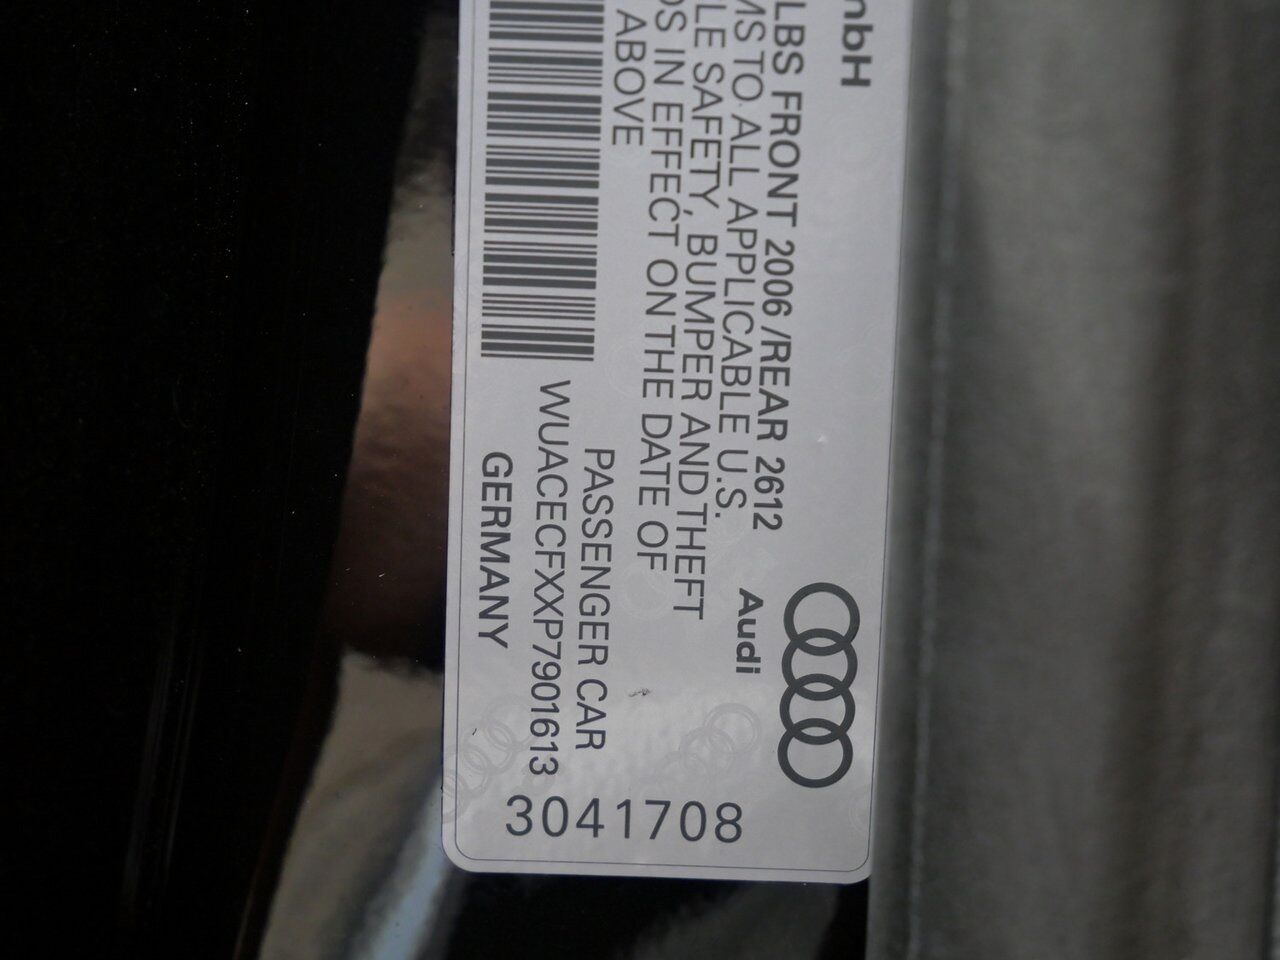 mbH
LBS FRONT 2006 /REAR 2612
MS TO ALL APPLICABLE U.S.
LE SAFETY, BUMPER AND THEFT
DS IN EFFECT ON THE DATE OF
ABOVE
Audi
PASSENGER CAR
WUACECFXXP7901613
GERMANY
3041708